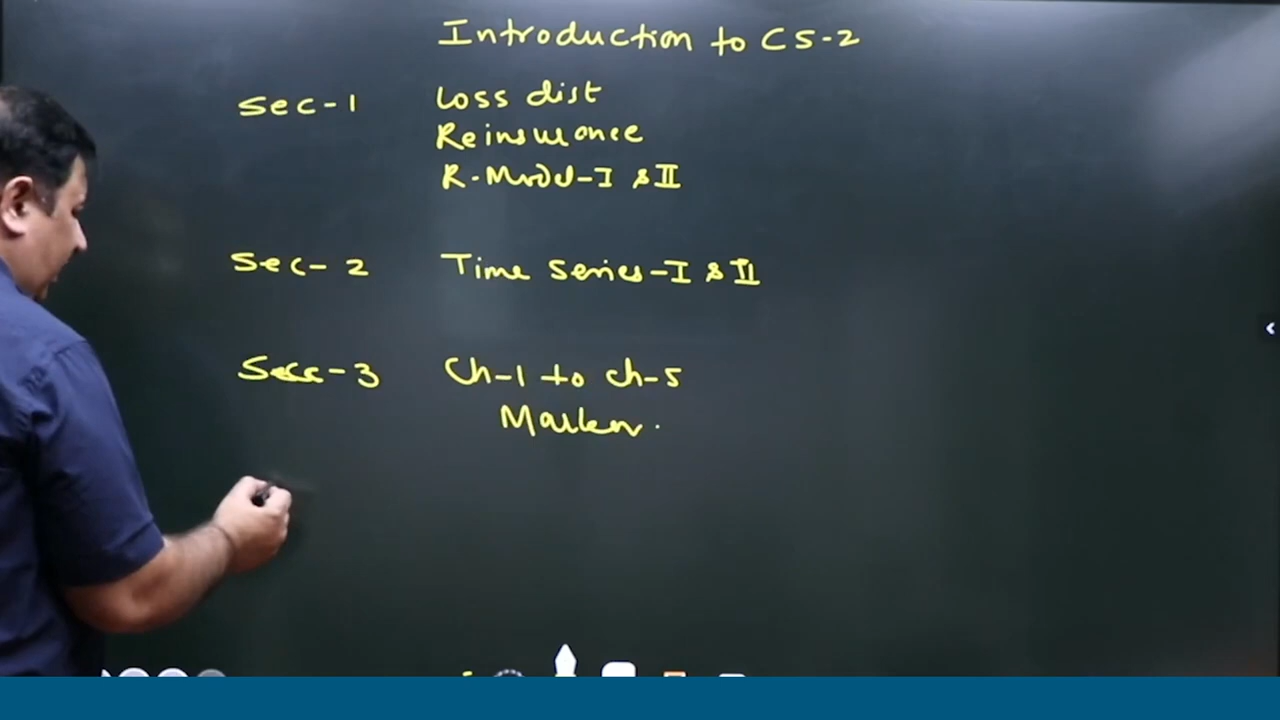 Introduction to CS-2
Sec-1 Loss dist
Reinsurance
R-Model-I & II
Sec-2 Time Series-I & II
Sec-3 Ch-1 to ch-5
Markov.